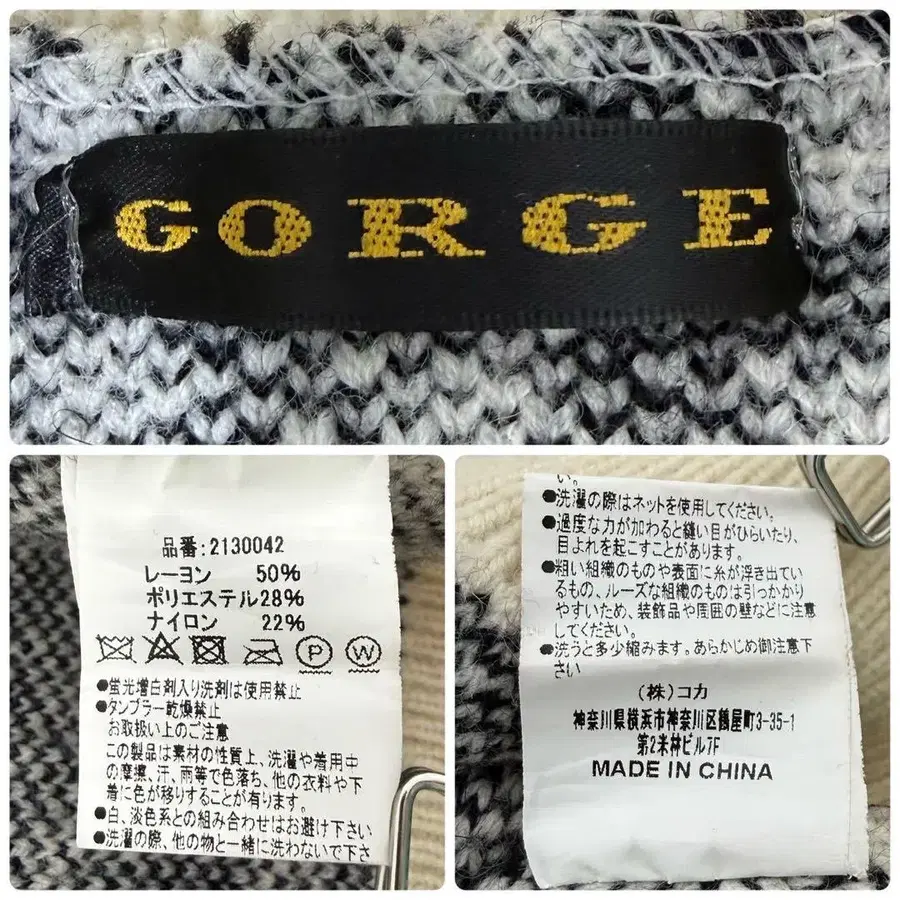 GORGE
品番:2130042
レーヨン 50%
ポリエステル28%
ナイロン 22%
P W
●蛍光増白剤入り洗剤は使用禁止
●タンブラー乾燥禁止
お取扱い上のご注意
この製品は素材の性質上、洗濯や着用中
の摩擦、汗、雨等で色落ち、他の衣料や下
着に色が移りすることが有ります。
●白、淡色系との組み合わせはお避け下さい
●洗濯の際、他の物と一緒に洗わないで下さ
い。
●洗濯の際はネットを使用してください。
●過度な力が加わると縫い目がひらいたり、
目よれを起こすことがあります。
●粗い組織のものや表面に糸が浮き出てい
るもの、ルーズな組織のものは引っかかり
やすいため、装飾品や周囲の壁などに注意
してください。
●洗うと多少縮みます。あらかじめ御注意下
さい
(株)コカ
神奈川県横浜市神奈川区鶴屋町3-35-1
第2米林ビル7F
MADE IN CHINA